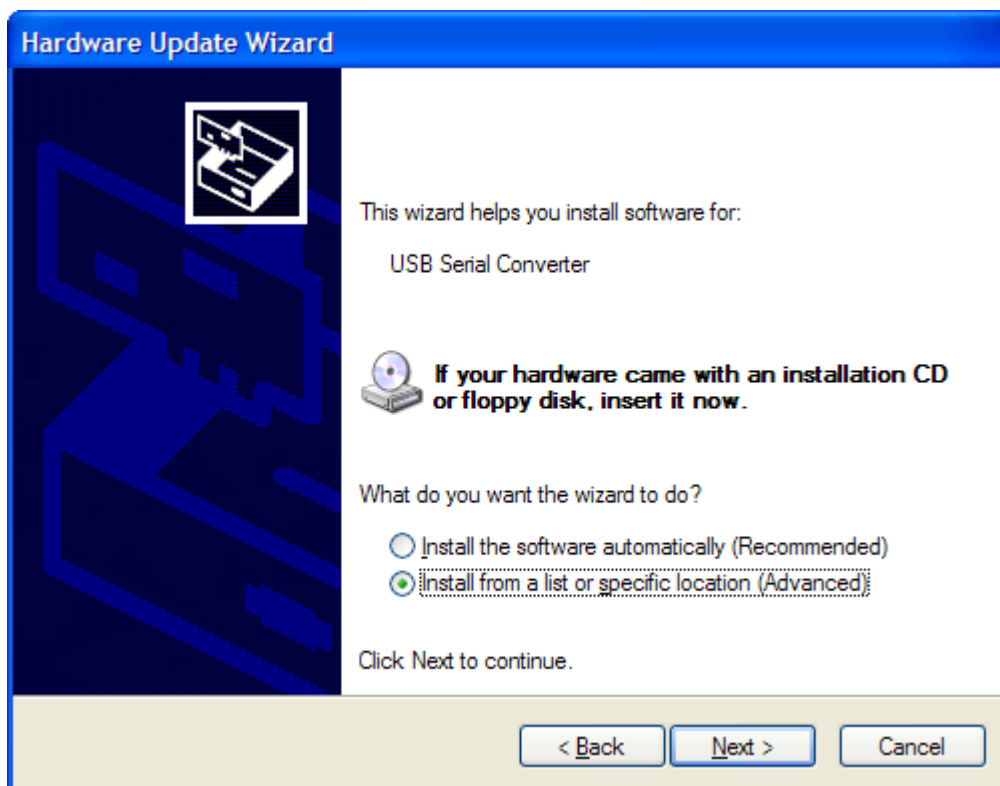 Hardware Update Wizard
This wizard helps you install software for:
USB Serial Converter
If your hardware came with an installation CD
or floppy disk, insert it now.
What do you want the wizard to do?
Install the software automatically (Recommended)
Install from a list or specific location (Advanced)
Click Next to continue.
< Back Next > Cancel